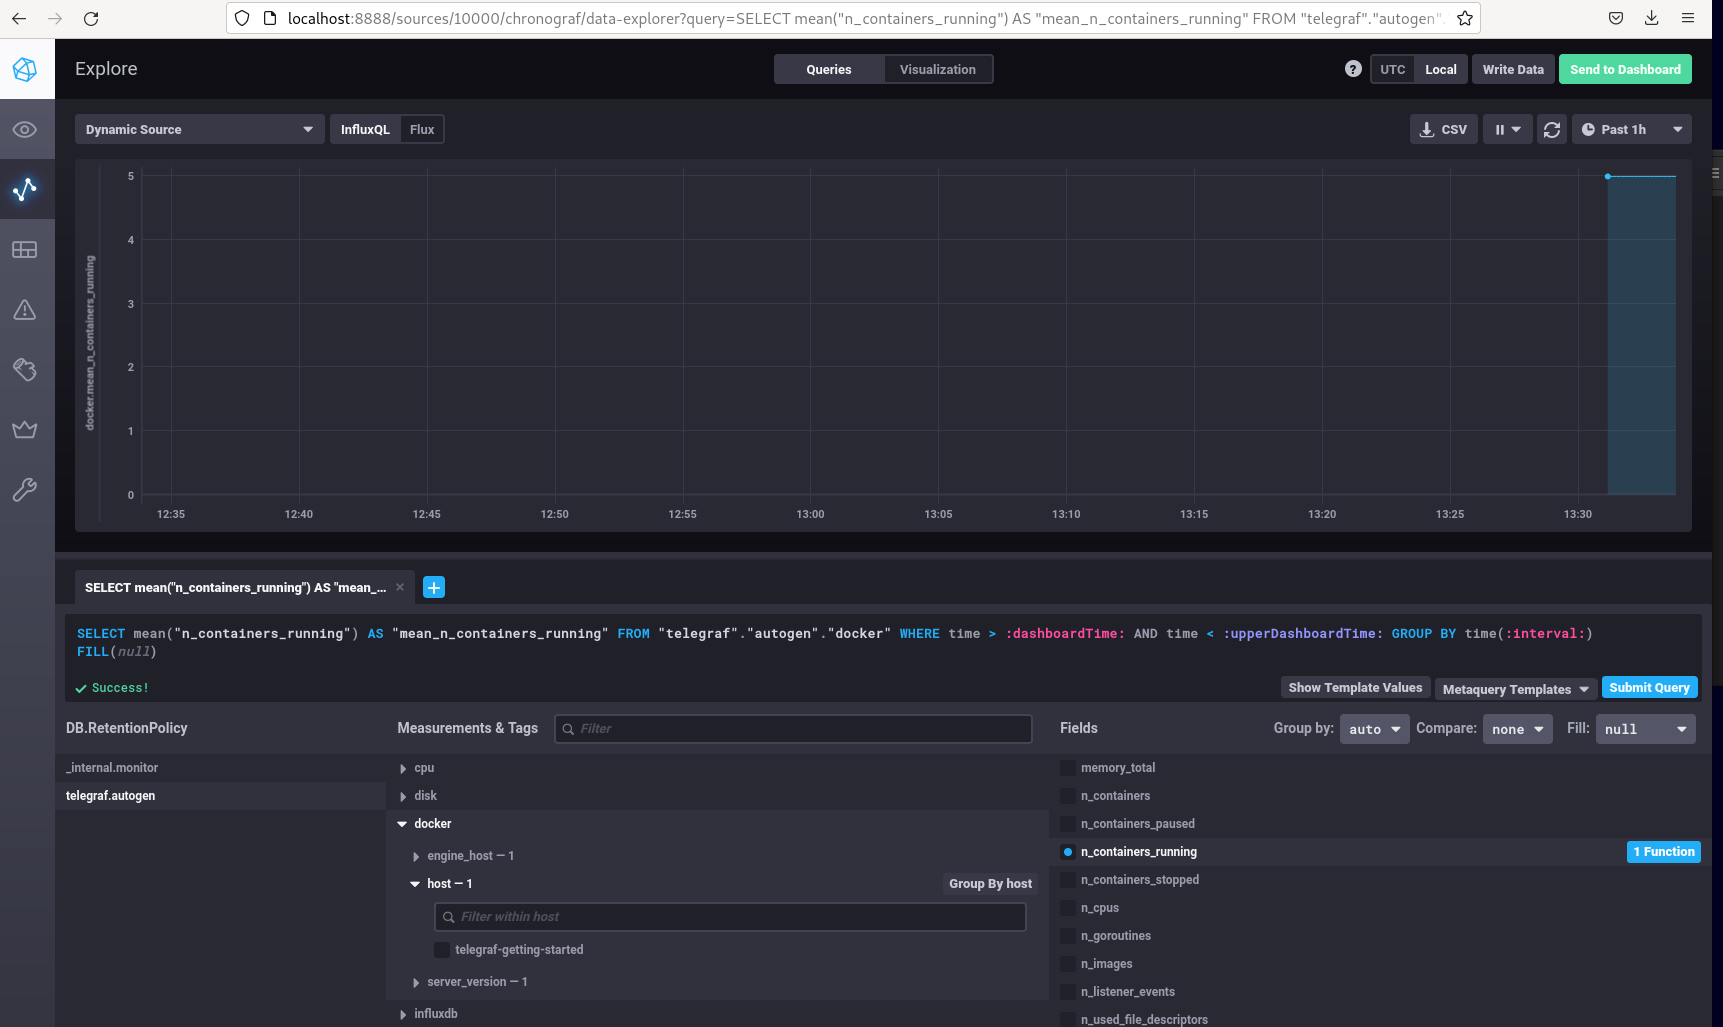 localhost:8888/sources/10000/chronograf/data-explorer?query=SELECT mean("n_containers_running") AS "mean_n_containers_running" FROM "telegraf"."autogen".
Explore
Queries
Visualization
?
UTC
Local
Write Data
Send to Dashboard
Dynamic Source
InfluxQL
Flux
CSV
Past 1h
docker.mean_n_containers_running
5
4
3
2
1
0
12:35
12:40
12:45
12:50
12:55
13:00
13:05
13:10
13:15
13:20
13:25
13:30
SELECT mean("n_containers_running") AS "mean_...
SELECT mean("n_containers_running") AS "mean_n_containers_running" FROM "telegraf"."autogen"."docker" WHERE time > :dashboardTime: AND time < :upperDashboardTime: GROUP BY time(:interval:)
FILL(null)
Success!
Show Template Values
Metaquery Templates
Submit Query
DB.RetentionPolicy
Measurements & Tags
Filter
Fields
Group by:
auto
Compare:
none
Fill:
null
_internal.monitor
telegraf.autogen
cpu
disk
docker
engine_host — 1
host — 1
Group By host
Filter within host
telegraf-getting-started
server_version — 1
influxdb
memory_total
n_containers
n_containers_paused
n_containers_running
1 Function
n_containers_stopped
n_cpus
n_goroutines
n_images
n_listener_events
n_used_file_descriptors